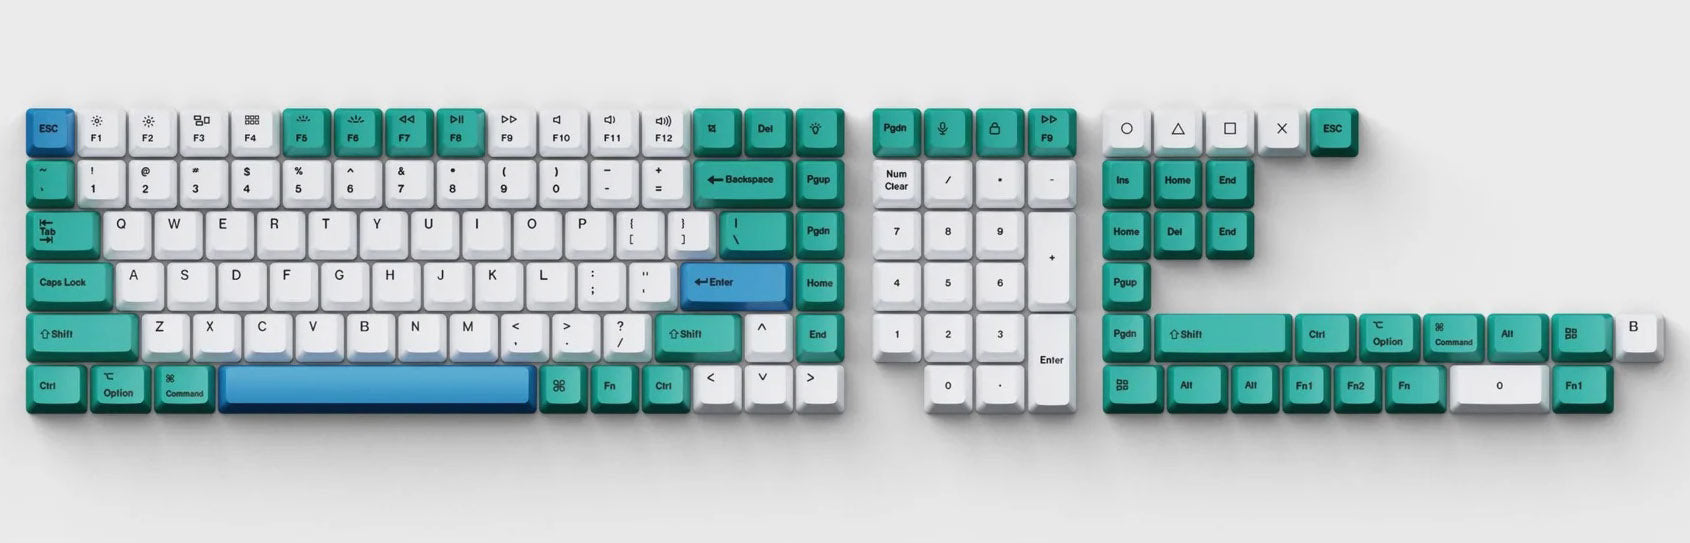 ESC F1 F2 F3 F4 F5 F6 F7 F8 F9 F10 F11 F12 Del
~ ! @ # $ % ^ & * ( ) — +
` 1 2 3 4 5 6 7 8 9 0 - = ←Backspace Pgup
Tab Q W E R T Y U I O P { } |
[ ] \ Pgdn
Caps Lock A S D F G H J K L : "
; ' ↵Enter Home
⇧Shift Z X C V B N M < > ? ⇧Shift ^ End
, . /
Ctrl ⌥ Option ⌘ Command ⌘ Fn Ctrl < v >
Pgdn F9
Num Clear / * -
7 8 9 +
4 5 6
1 2 3 Enter
0 .
○ △ □ × ESC
Ins Home End
Home Del End
Pgup
Pgdn ⇧Shift Ctrl ⌥ Option ⌘ Command Alt B
Alt Alt Fn1 Fn2 Fn 0 Fn1